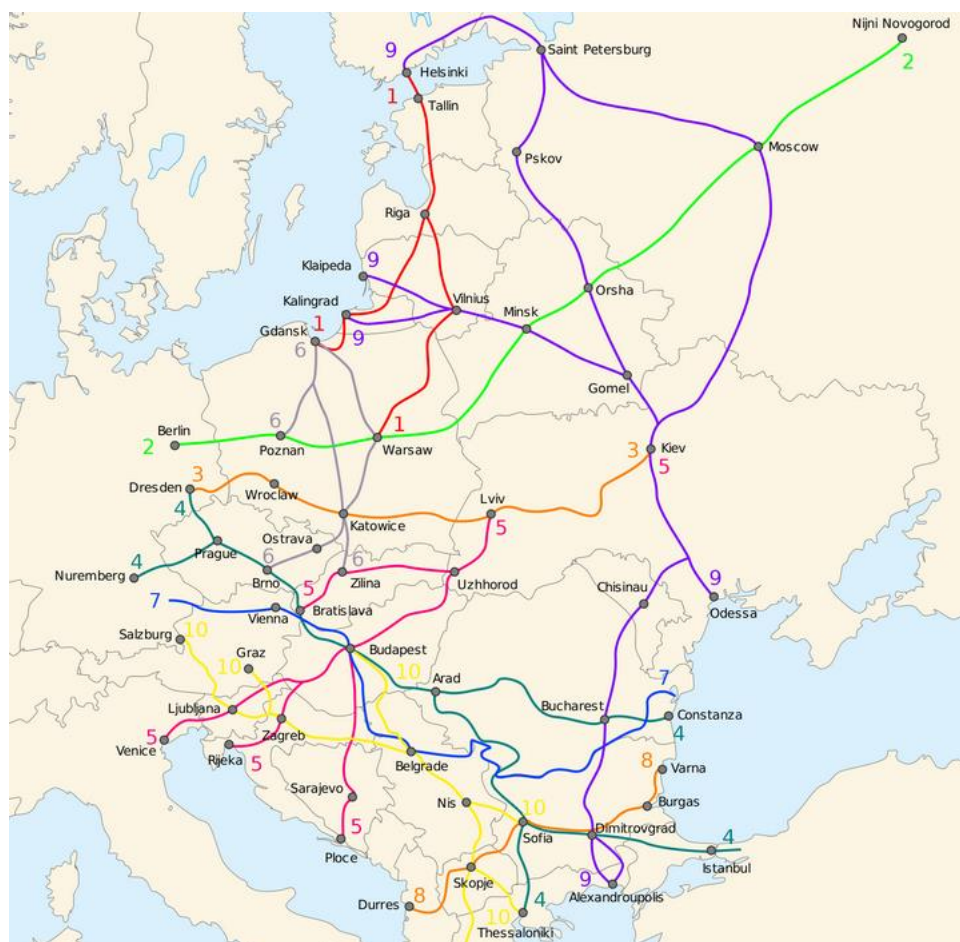 Nijni Novogorod
9
Saint Petersburg
2
Helsinki
1
Tallin
Moscow
Pskov
Riga
Klaipeda
9
Orsha
Kalingrad
Vilnius
Minsk
1
Gdansk
9
6
Gomel
Berlin
6
1
2
Poznan
Warsaw
3
Kiev
5
3
Dresden
Wroclaw
Lviv
4
Katowice
5
Ostrava
Prague
4
6
6
Nuremberg
Brno
Zilina
Uzhhorod
5
Chisinau
9
7
Bratislava
Odessa
Vienna
Salzburg
10
Graz
Budapest
10
10
Arad
7
Ljubljana
Bucharest
Constanza
Zagreb
4
5
Venice
Rijeka
5
Belgrade
8
Varna
Sarajevo
Nis
10
Burgas
5
Sofia
Dimitrovgrad
4
Ploce
Istanbul
Skopje
9
8
4
Alexandroupolis
Durres
10
Thessaloniki